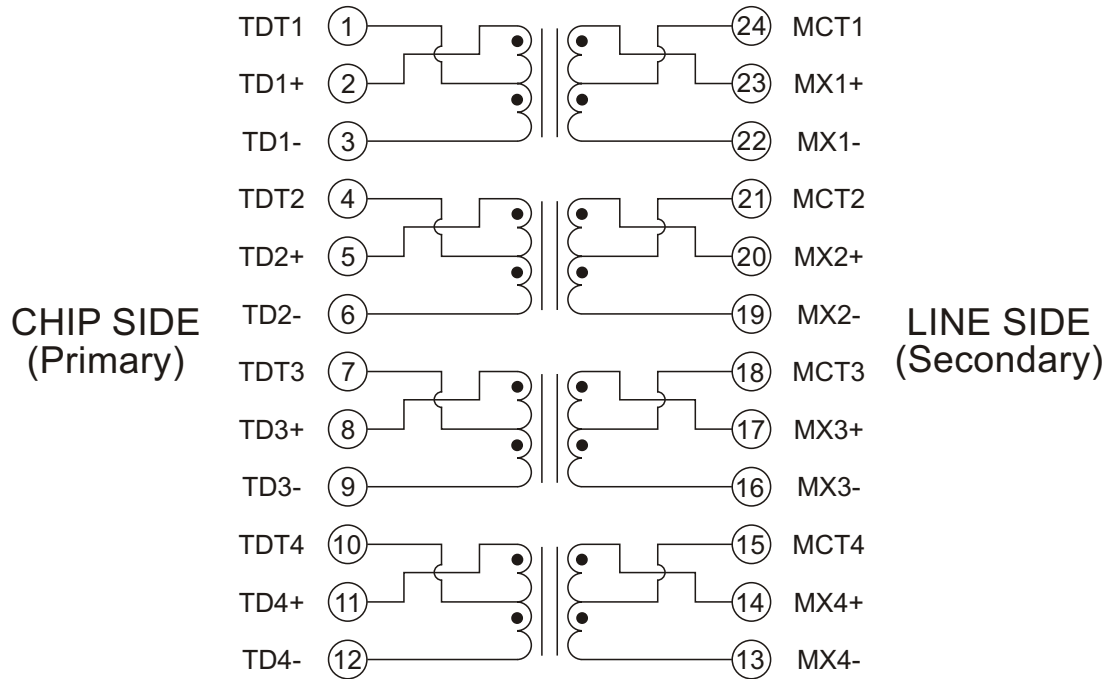 TDT1 1 24 MCT1
TD1+ 2 23 MX1+
TD1- 3 22 MX1-
TDT2 4 21 MCT2
TD2+ 5 20 MX2+
TD2- 6 19 MX2-
CHIP SIDE
(Primary)
LINE SIDE
(Secondary)
TDT3 7 18 MCT3
TD3+ 8 17 MX3+
TD3- 9 16 MX3-
TDT4 10 15 MCT4
TD4+ 11 14 MX4+
TD4- 12 13 MX4-